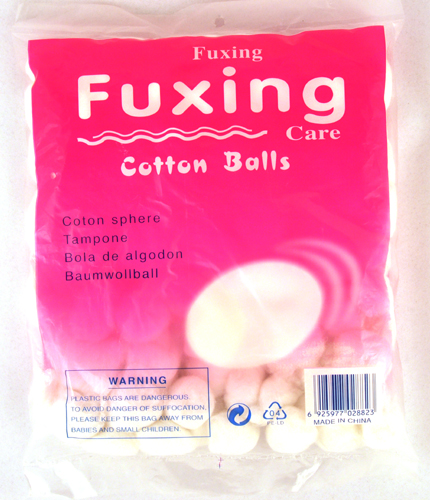 Fuxing
Fuxing
Care
Cotton Balls
Coton sphere
Tampone
Bola de algodon
Baumwollball
WARNING
PLASTIC BAGS ARE DANGEROUS.
TO AVOID DANGER OF SUFFOCATION,
PLEASE KEEP THIS BAG AWAY FROM
BABIES AND SMALL CHILDREN
04
PE-LD
6 925977 028823
MADE IN CHINA